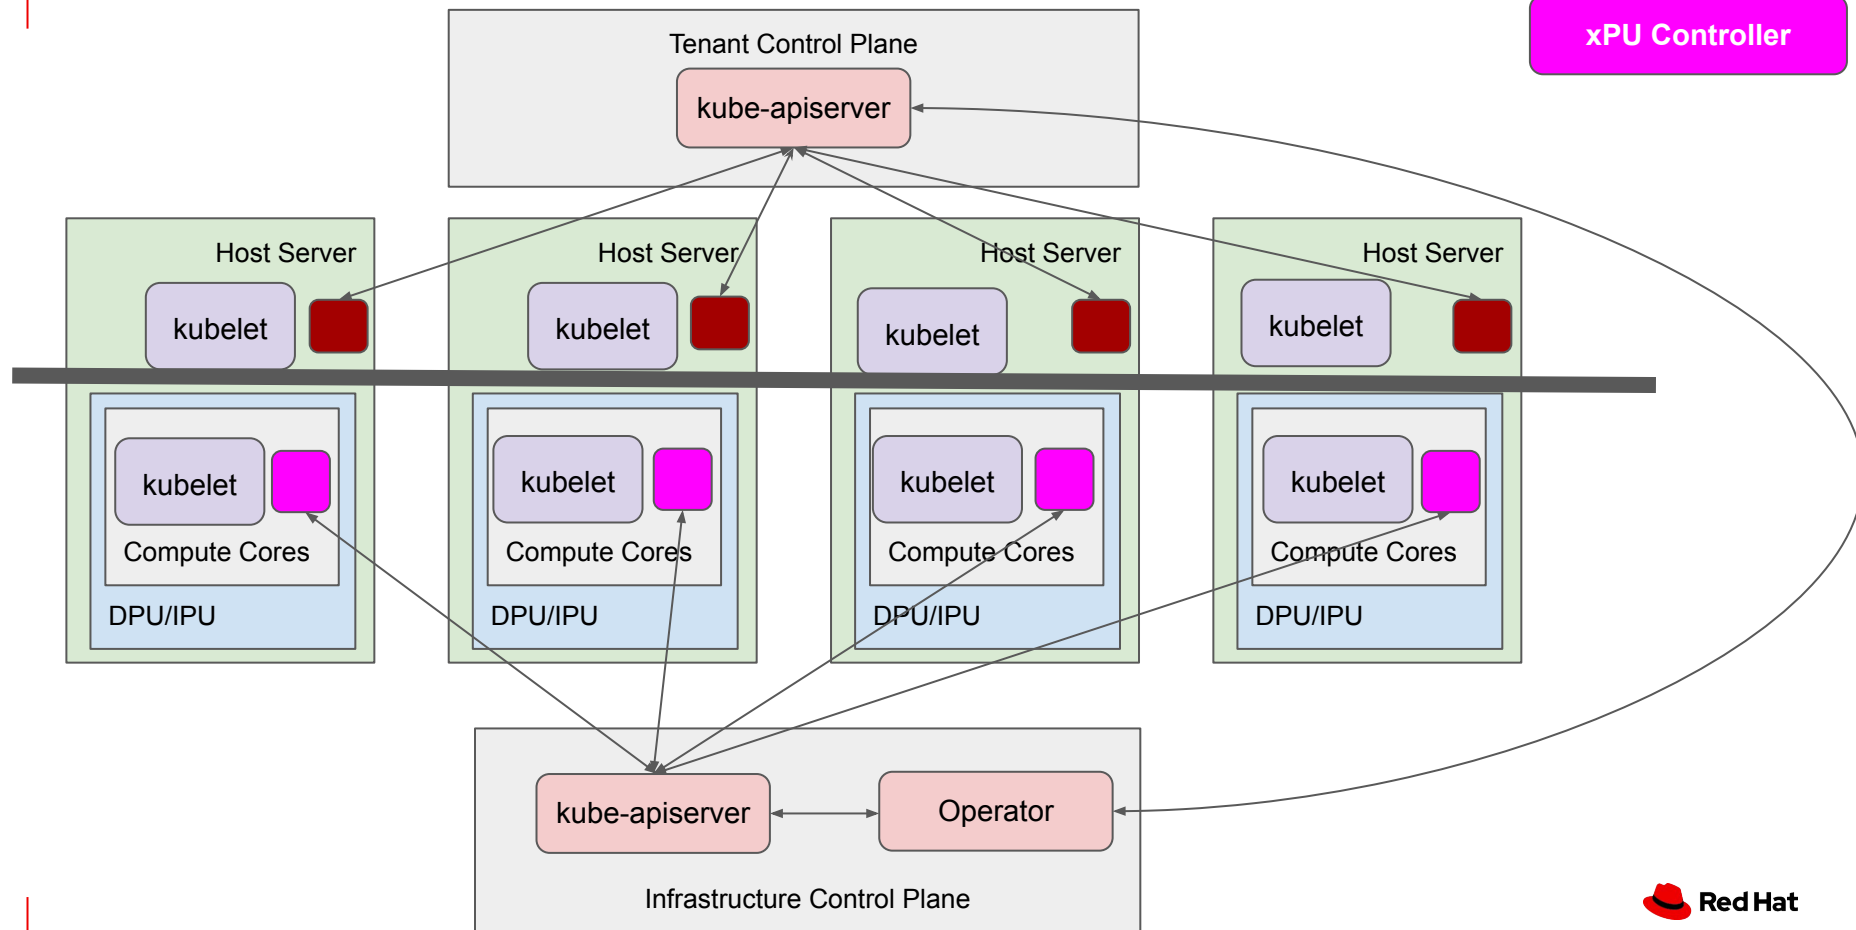 xPU Controller
Tenant Control Plane
kube-apiserver
Host Server
Host Server
Host Server
Host Server
kubelet
kubelet
kubelet
kubelet
kubelet
kubelet
kubelet
kubelet
Compute Cores
Compute Cores
Compute Cores
Compute Cores
DPU/IPU
DPU/IPU
DPU/IPU
DPU/IPU
kube-apiserver
Operator
Infrastructure Control Plane
Red Hat